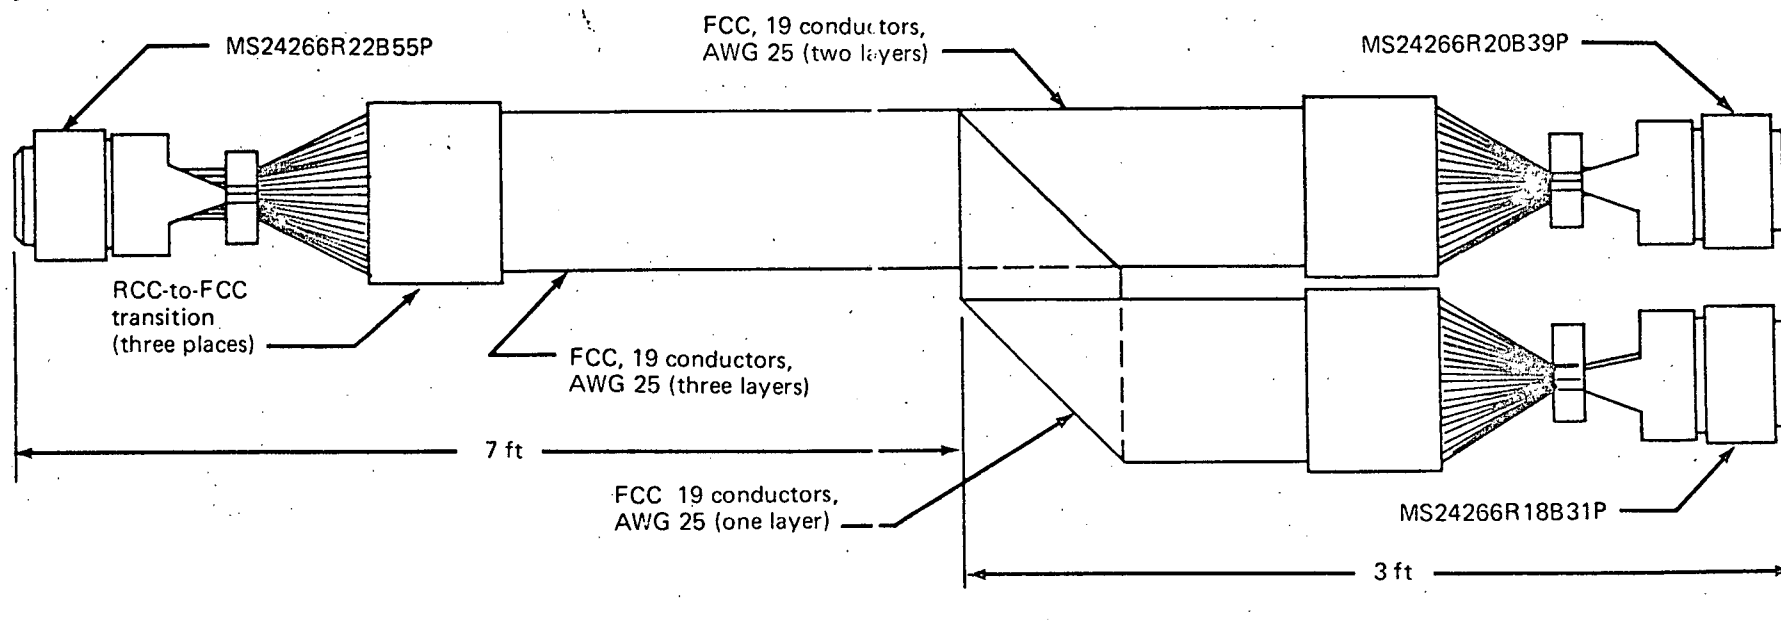 MS24266R22B55P
FCC, 19 conductors,
AWG 25 (two layers)
MS24266R20B39P
RCC-to-FCC
transition
(three places)
FCC, 19 conductors,
AWG 25 (three layers)
7 ft
FCC 19 conductors,
AWG 25 (one layer)
MS24266R18B31P
3 ft